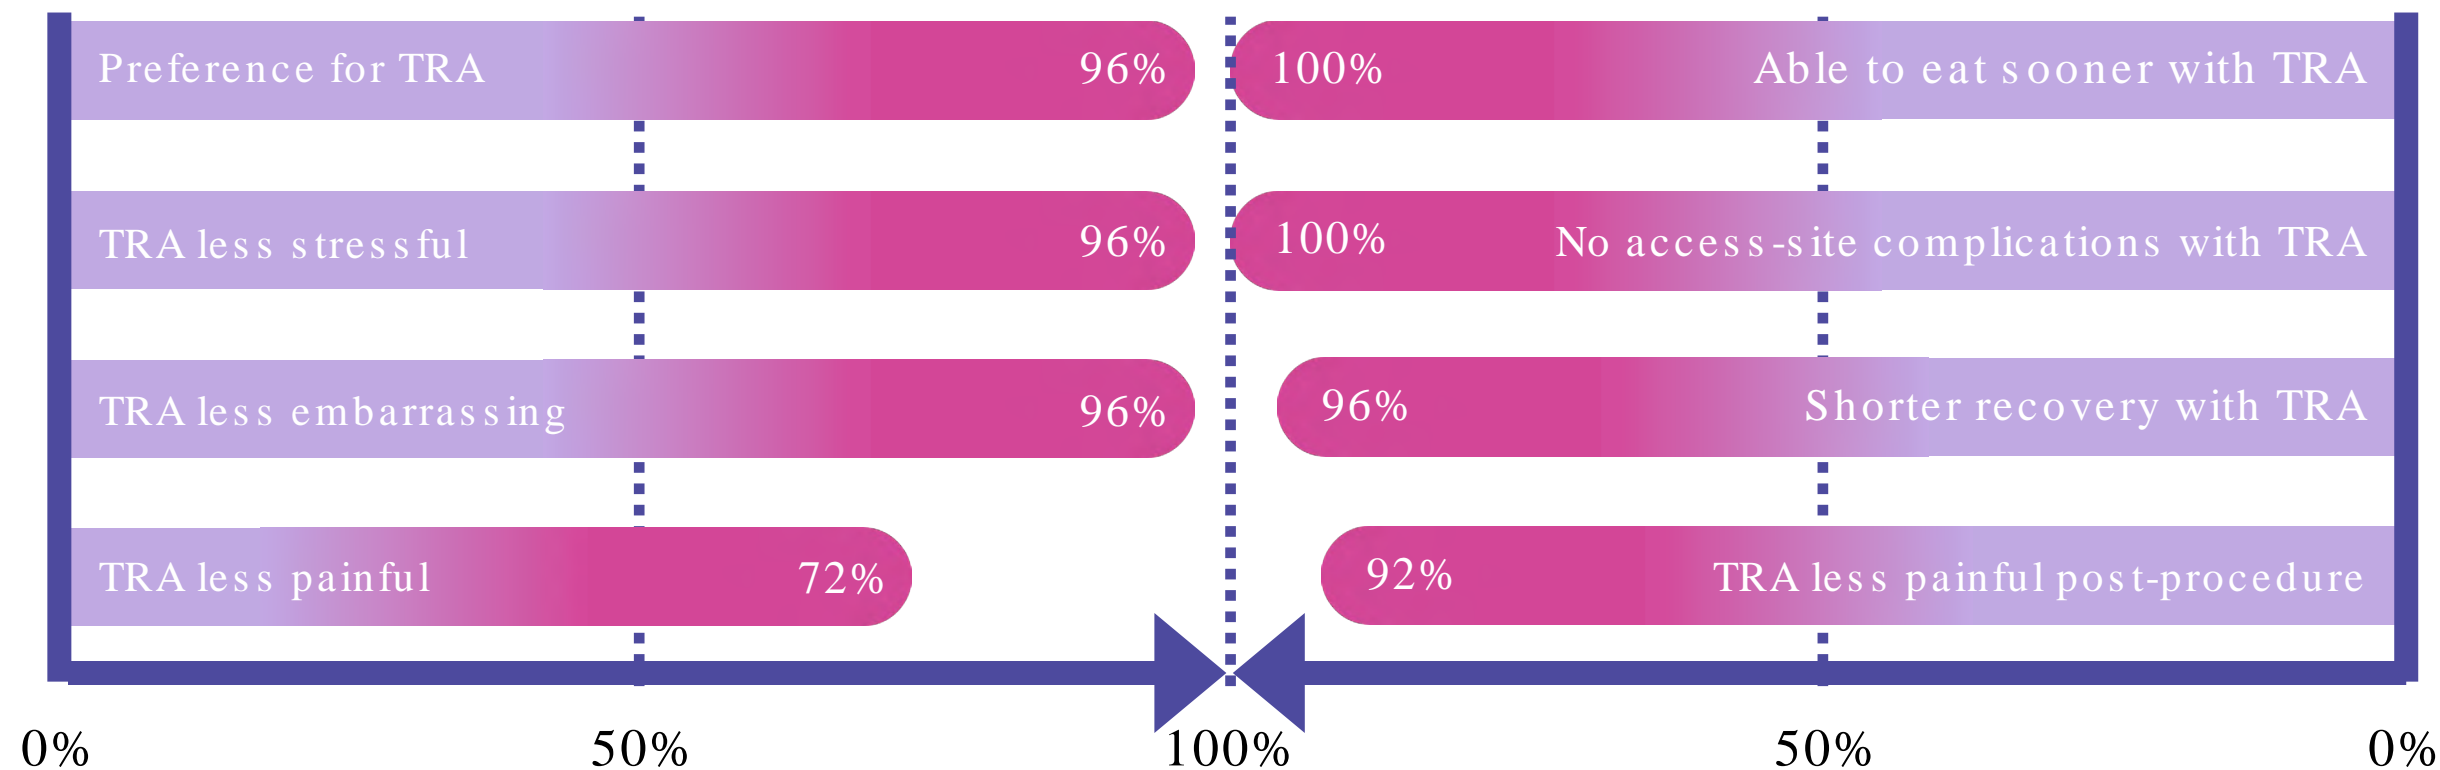 Preference for TRA 96% 100% Able to eat sooner with TRA
TRA less stressful 96% 100% No access-site complications with TRA
TRA less embarrassing 96% 96% Shorter recovery with TRA
TRA less painful 72% 92% TRA less painful post-procedure
0% 50% 100% 50% 0%